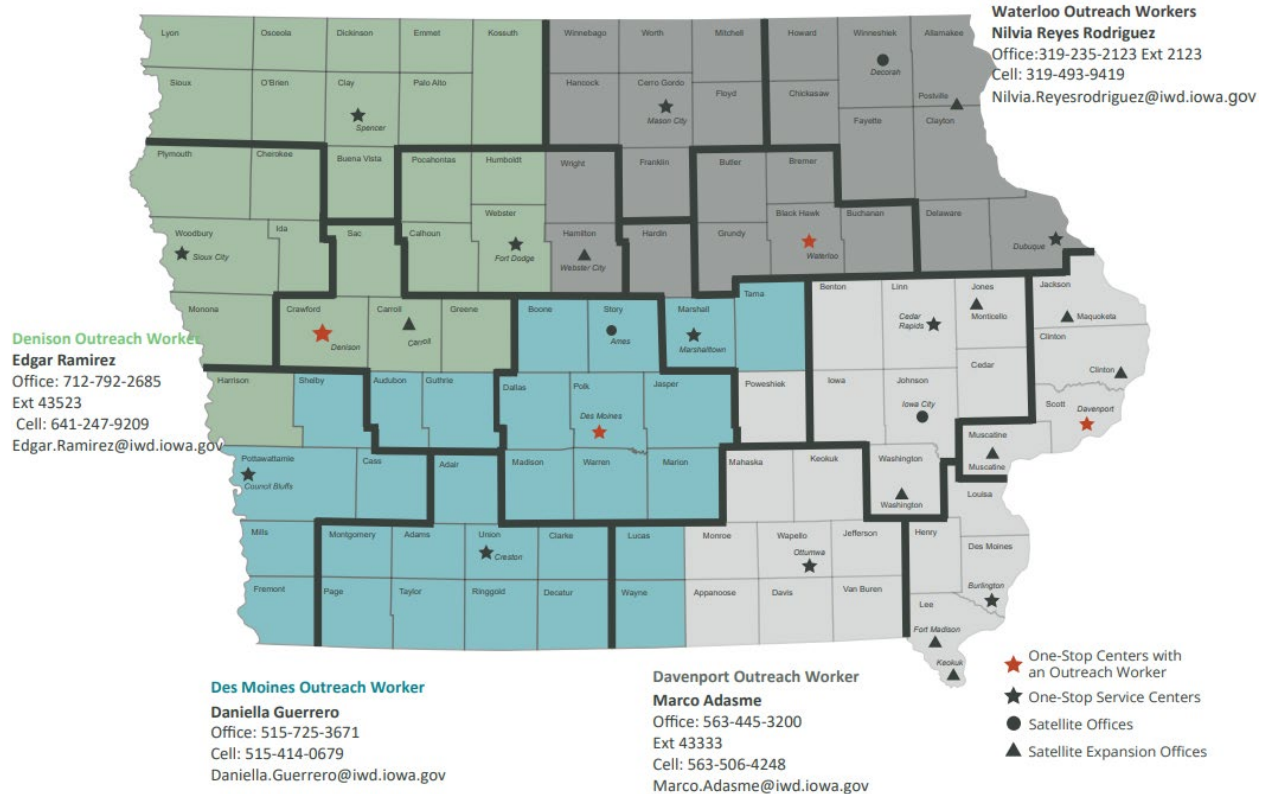 Waterloo Outreach Workers
Nilvia Reyes Rodriguez
Office:319-235-2123 Ext 2123
Cell: 319-493-9419
Nilvia.Reyesrodriguez@iwd.iowa.gov
Lyon
Osceola
Dickinson
Emmet
Kossuth
Winnebago
Worth
Mitchell
Howard
Winneshiek
Allamakee
Decorah
Sioux
O'Brien
Clay
Palo Alto
Hancock
Cerro Gordo
Floyd
Chickasaw
Postville
Spencer
Mason City
Fayette
Clayton
Plymouth
Cherokee
Buena Vista
Pocahontas
Humboldt
Wright
Franklin
Butler
Bremer
Webster
Black Hawk
Buchanan
Delaware
Woodbury
Ida
Sac
Calhoun
Hamilton
Hardin
Grundy
Sioux City
Fort Dodge
Webster City
Waterloo
Dubuque
Monona
Crawford
Carroll
Greene
Boone
Story
Marshall
Tama
Benton
Linn
Jones
Jackson
Denison
Carroll
Ames
Marshalltown
Cedar
Rapids
Monticello
Maquoketa
Clinton
Denison Outreach Worker
Edgar Ramirez
Office: 712-792-2685
Ext 43523
Cell: 641-247-9209
Edgar.Ramirez@iwd.iowa.gov
Harrison
Shelby
Audubon
Guthrie
Dallas
Polk
Jasper
Poweshiek
Iowa
Johnson
Cedar
Clinton
Des Moines
Iowa City
Scott
Davenport
Muscatine
Muscatine
Pottawattamie
Council Bluffs
Cass
Adair
Madison
Warren
Marion
Mahaska
Keokuk
Washington
Washington
Louisa
Mills
Montgomery
Adams
Union
Creston
Clarke
Lucas
Monroe
Wapello
Ottumwa
Jefferson
Henry
Des Moines
Burlington
Fremont
Page
Taylor
Ringgold
Decatur
Wayne
Appanoose
Davis
Van Buren
Lee
Fort Madison
Keokuk
Des Moines Outreach Worker
Daniella Guerrero
Office: 515-725-3671
Cell: 515-414-0679
Daniella.Guerrero@iwd.iowa.gov
Davenport Outreach Worker
Marco Adasme
Office: 563-445-3200
Ext 43333
Cell: 563-506-4248
Marco.Adasme@iwd.iowa.gov
One-Stop Centers with
an Outreach Worker
One-Stop Service Centers
Satellite Offices
Satellite Expansion Offices